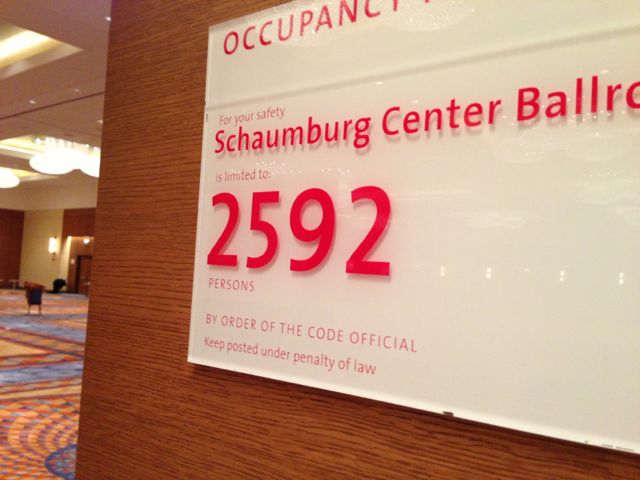 OCCUPANCY
For your safety
Schaumburg Center Ballro
is limited to:
2592
PERSONS
BY ORDER OF THE CODE OFFICIAL
Keep posted under penalty of law